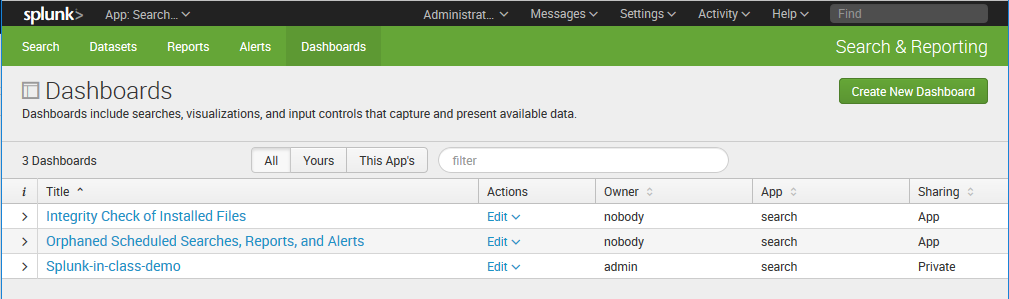 splunk> App: Search... Administrat... Messages Settings Activity Help Find
Search Datasets Reports Alerts Dashboards Search & Reporting
Dashboards Create New Dashboard
Dashboards include searches, visualizations, and input controls that capture and present available data.
3 Dashboards All Yours This App's filter
i Title Actions Owner App Sharing
Integrity Check of Installed Files Edit nobody search App
Orphaned Scheduled Searches, Reports, and Alerts Edit nobody search App
Splunk-in-class-demo Edit admin search Private